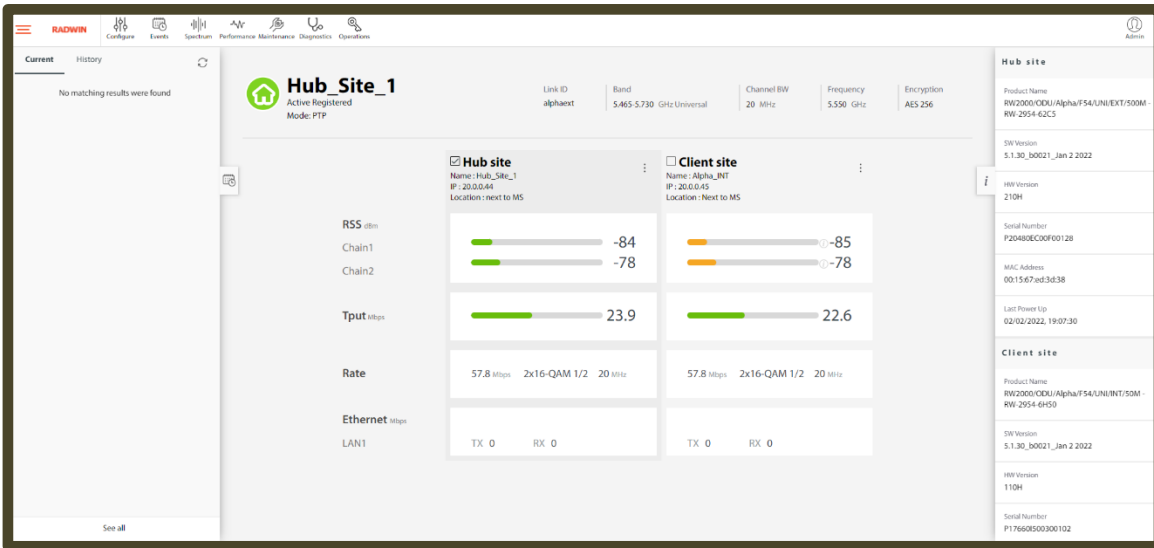 RADWIN
Configure Events Spectrum Performance Maintenance Diagnostics Operations
Admin
Current History
No matching results were found
See all
Hub_Site_1
Active Registered
Mode: PTP
Link ID
alphaext
Band
5.465-5.730 GHz Universal
Channel BW
20 MHz
Frequency
5.550 GHz
Encryption
AES 256
Hub site
Name : Hub_Site_1
IP : 20.0.0.44
Location : next to MS
Client site
Name : Alpha_INT
IP : 20.0.0.45
Location : Next to MS
RSS dBm
Chain1 -84 -85
Chain2 -78 -78
Tput Mbps 23.9 22.6
Rate 57.8 Mbps 2x16-QAM 1/2 20 MHz 57.8 Mbps 2x16-QAM 1/2 20 MHz
Ethernet Mbps
LAN1 TX 0 RX 0 TX 0 RX 0
i
Hub site
Product Name
RW2000/ODU/Alpha/F54/UNI/EXT/500M -
RW-2954-62C5
SW Version
5.1.30_b0021_Jan 2 2022
HW Version
210H
Serial Number
P20480EC00F00128
MAC Address
00:15:67:ed:3d:38
Last Power Up
02/02/2022, 19:07:30
Client site
Product Name
RW2000/ODU/Alpha/F54/UNI/INT/50M -
RW-2954-6H50
SW Version
5.1.30_b0021_Jan 2 2022
HW Version
110H
Serial Number
P17660I500300102